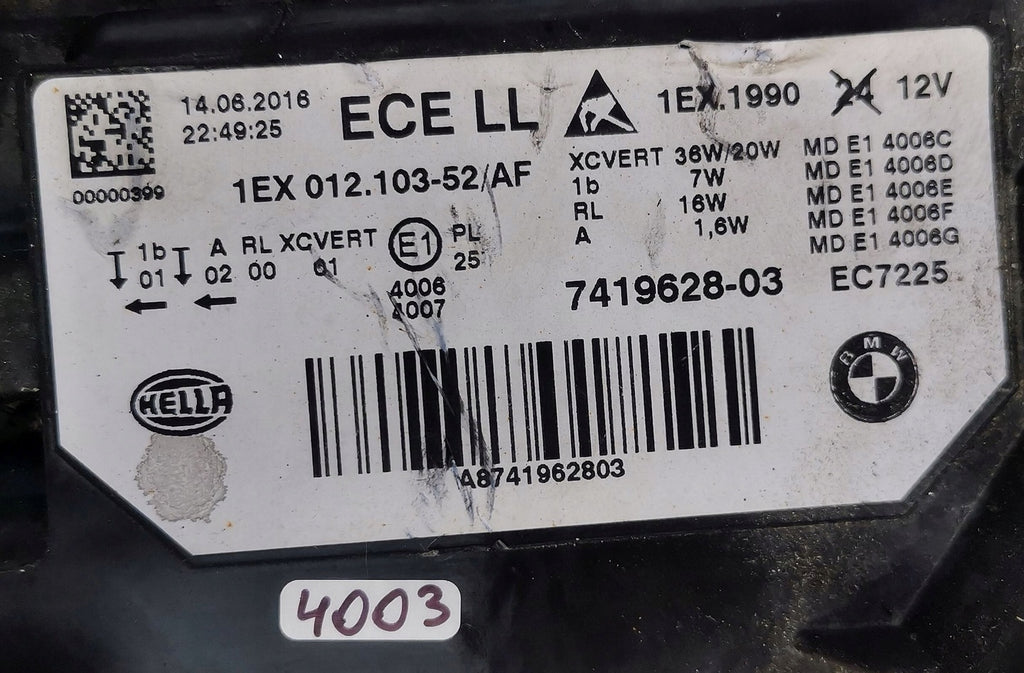 14.06.2016
22:49:25
ECE LL
1EX.1990
24 12V
00000399
1EX 012.103-52/AF
XCVERT 36W/20W
1b 7W
RL 16W
A 1,6W
MD E1 4006C
MD E1 4006D
MD E1 4006E
MD E1 4006F
MD E1 4006G
1b A RL XCVERT
01 02 00 01
E1
PL
25
4006
4007
7419628-03
EC7225
HELLA
BMW
A8741962803
4003